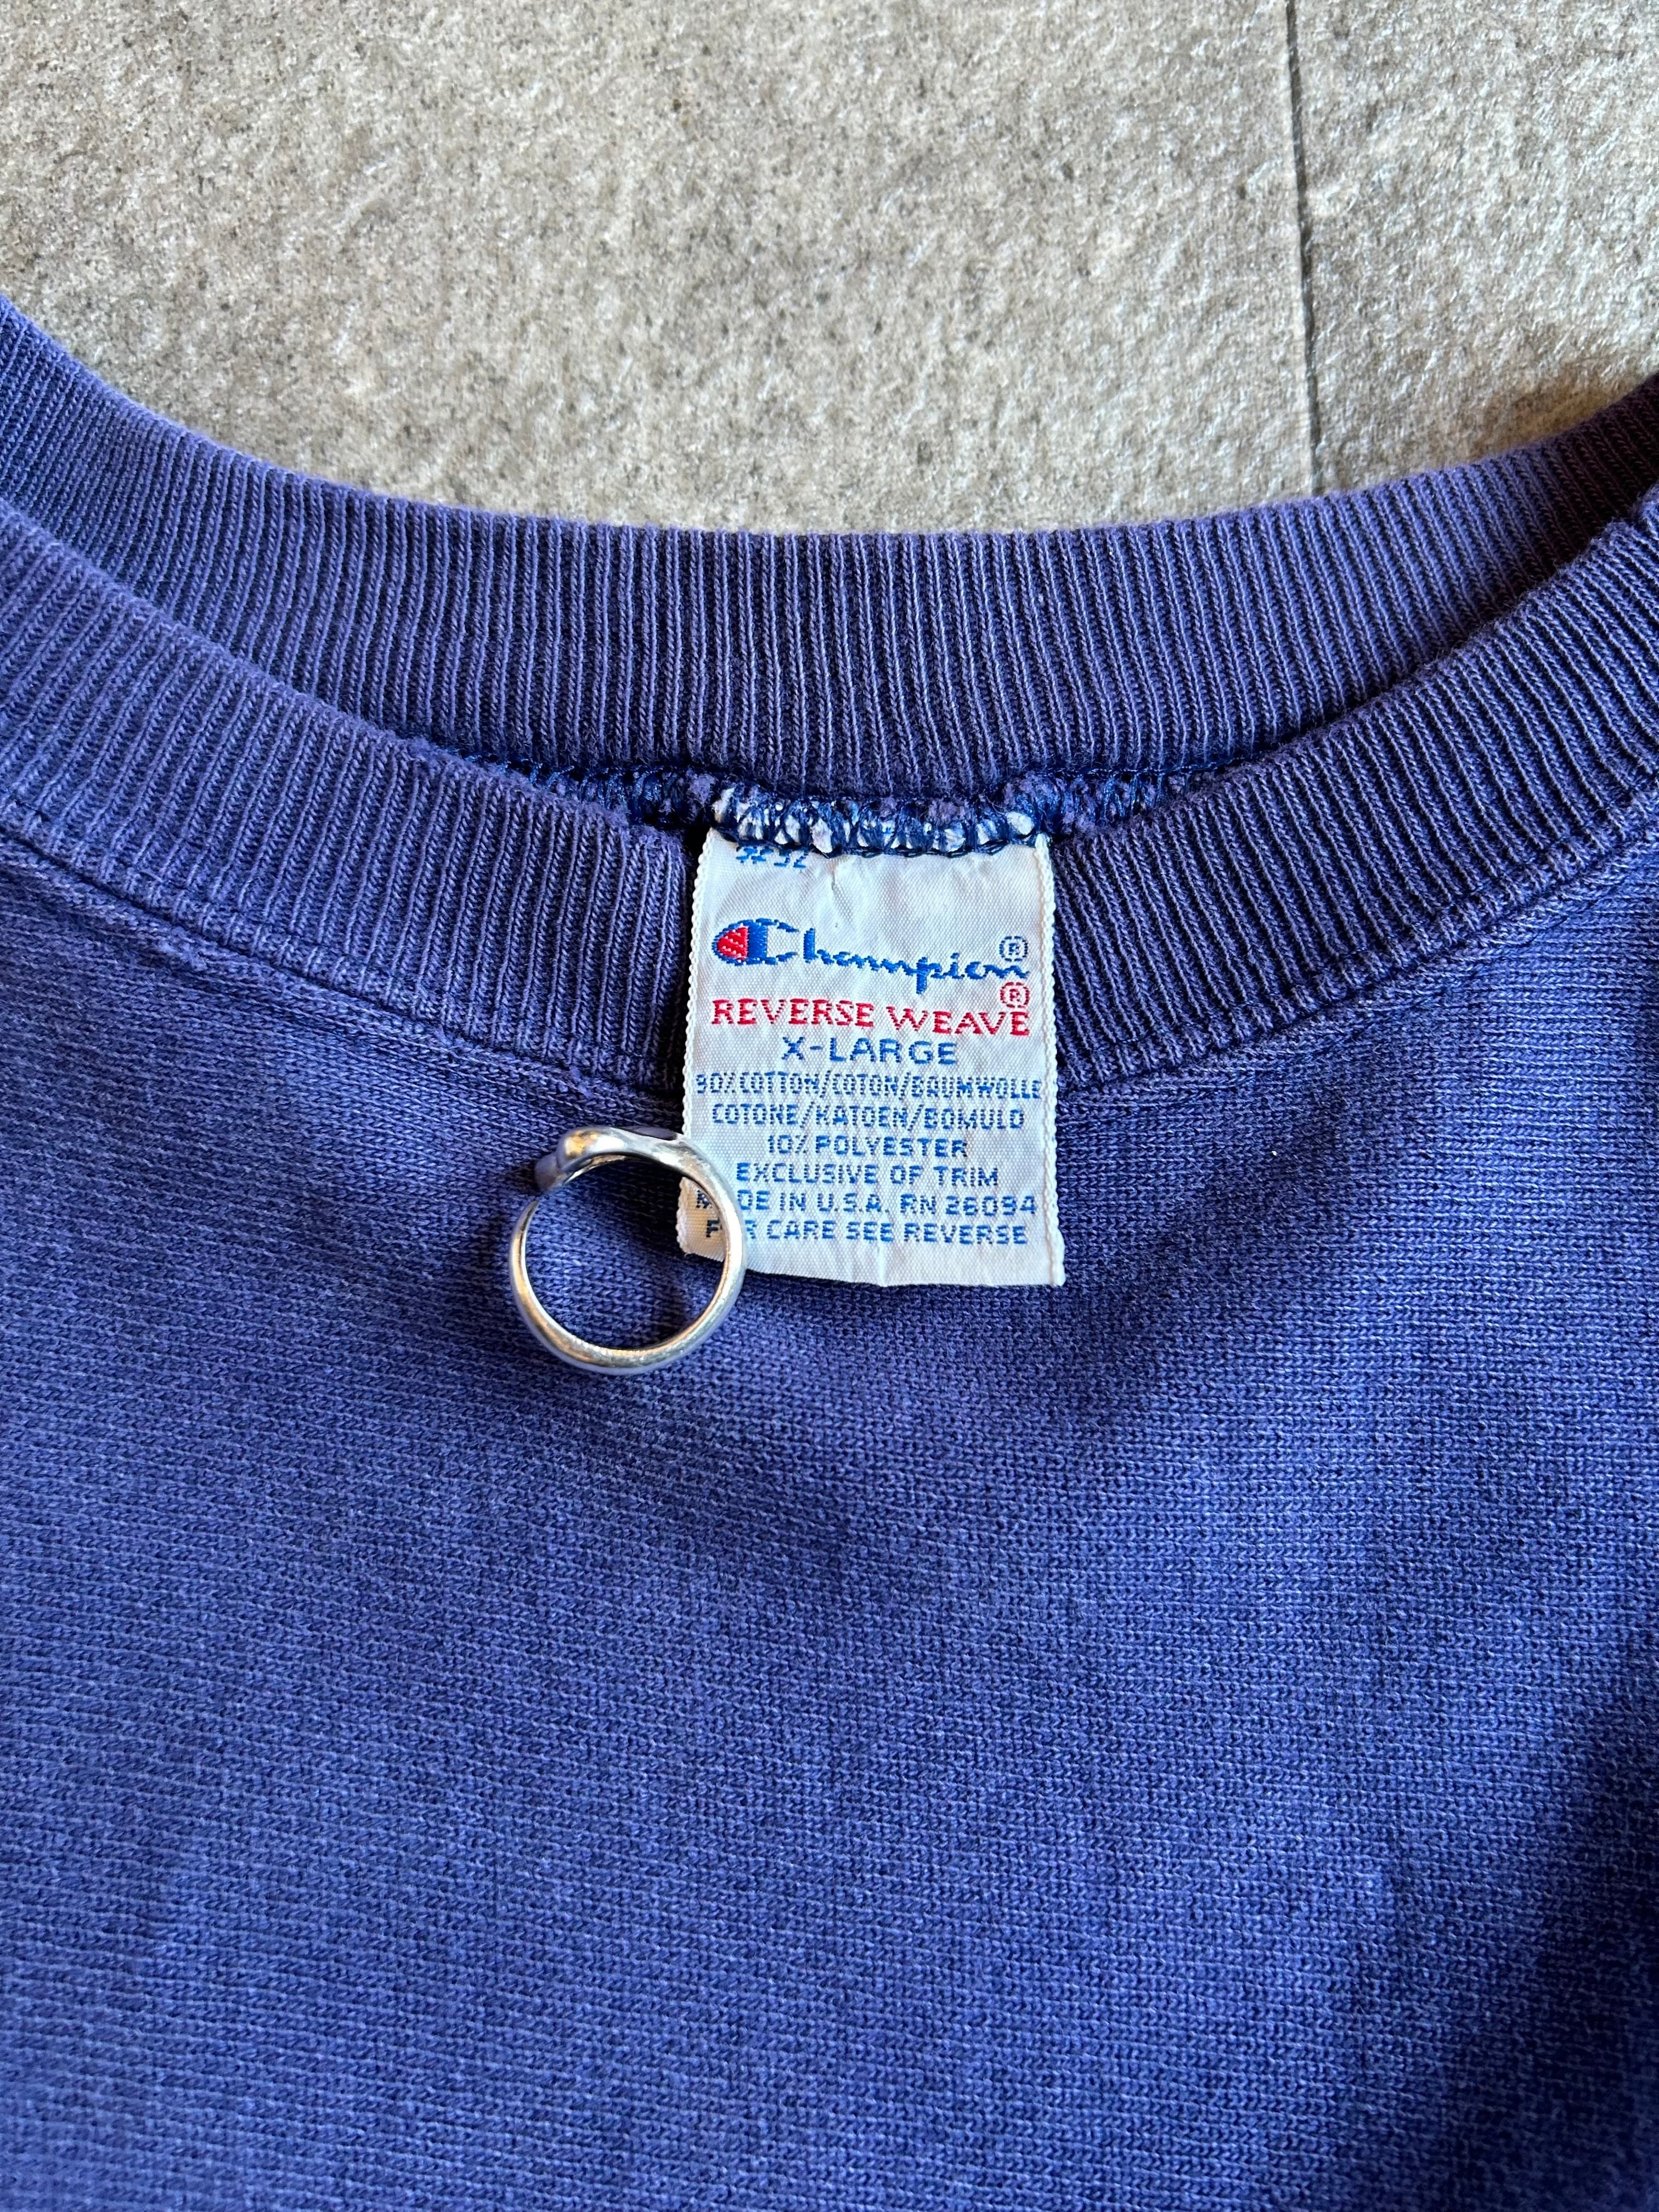 Champion®
REVERSE WEAVE®
X-LARGE
90% COTTON/COTON/BAUMWOLLE
COTONE/KATOEN/BOMULD
10% POLYESTER
EXCLUSIVE OF TRIM
IN U.S.A. RN 26094
CARE SEE REVERSE